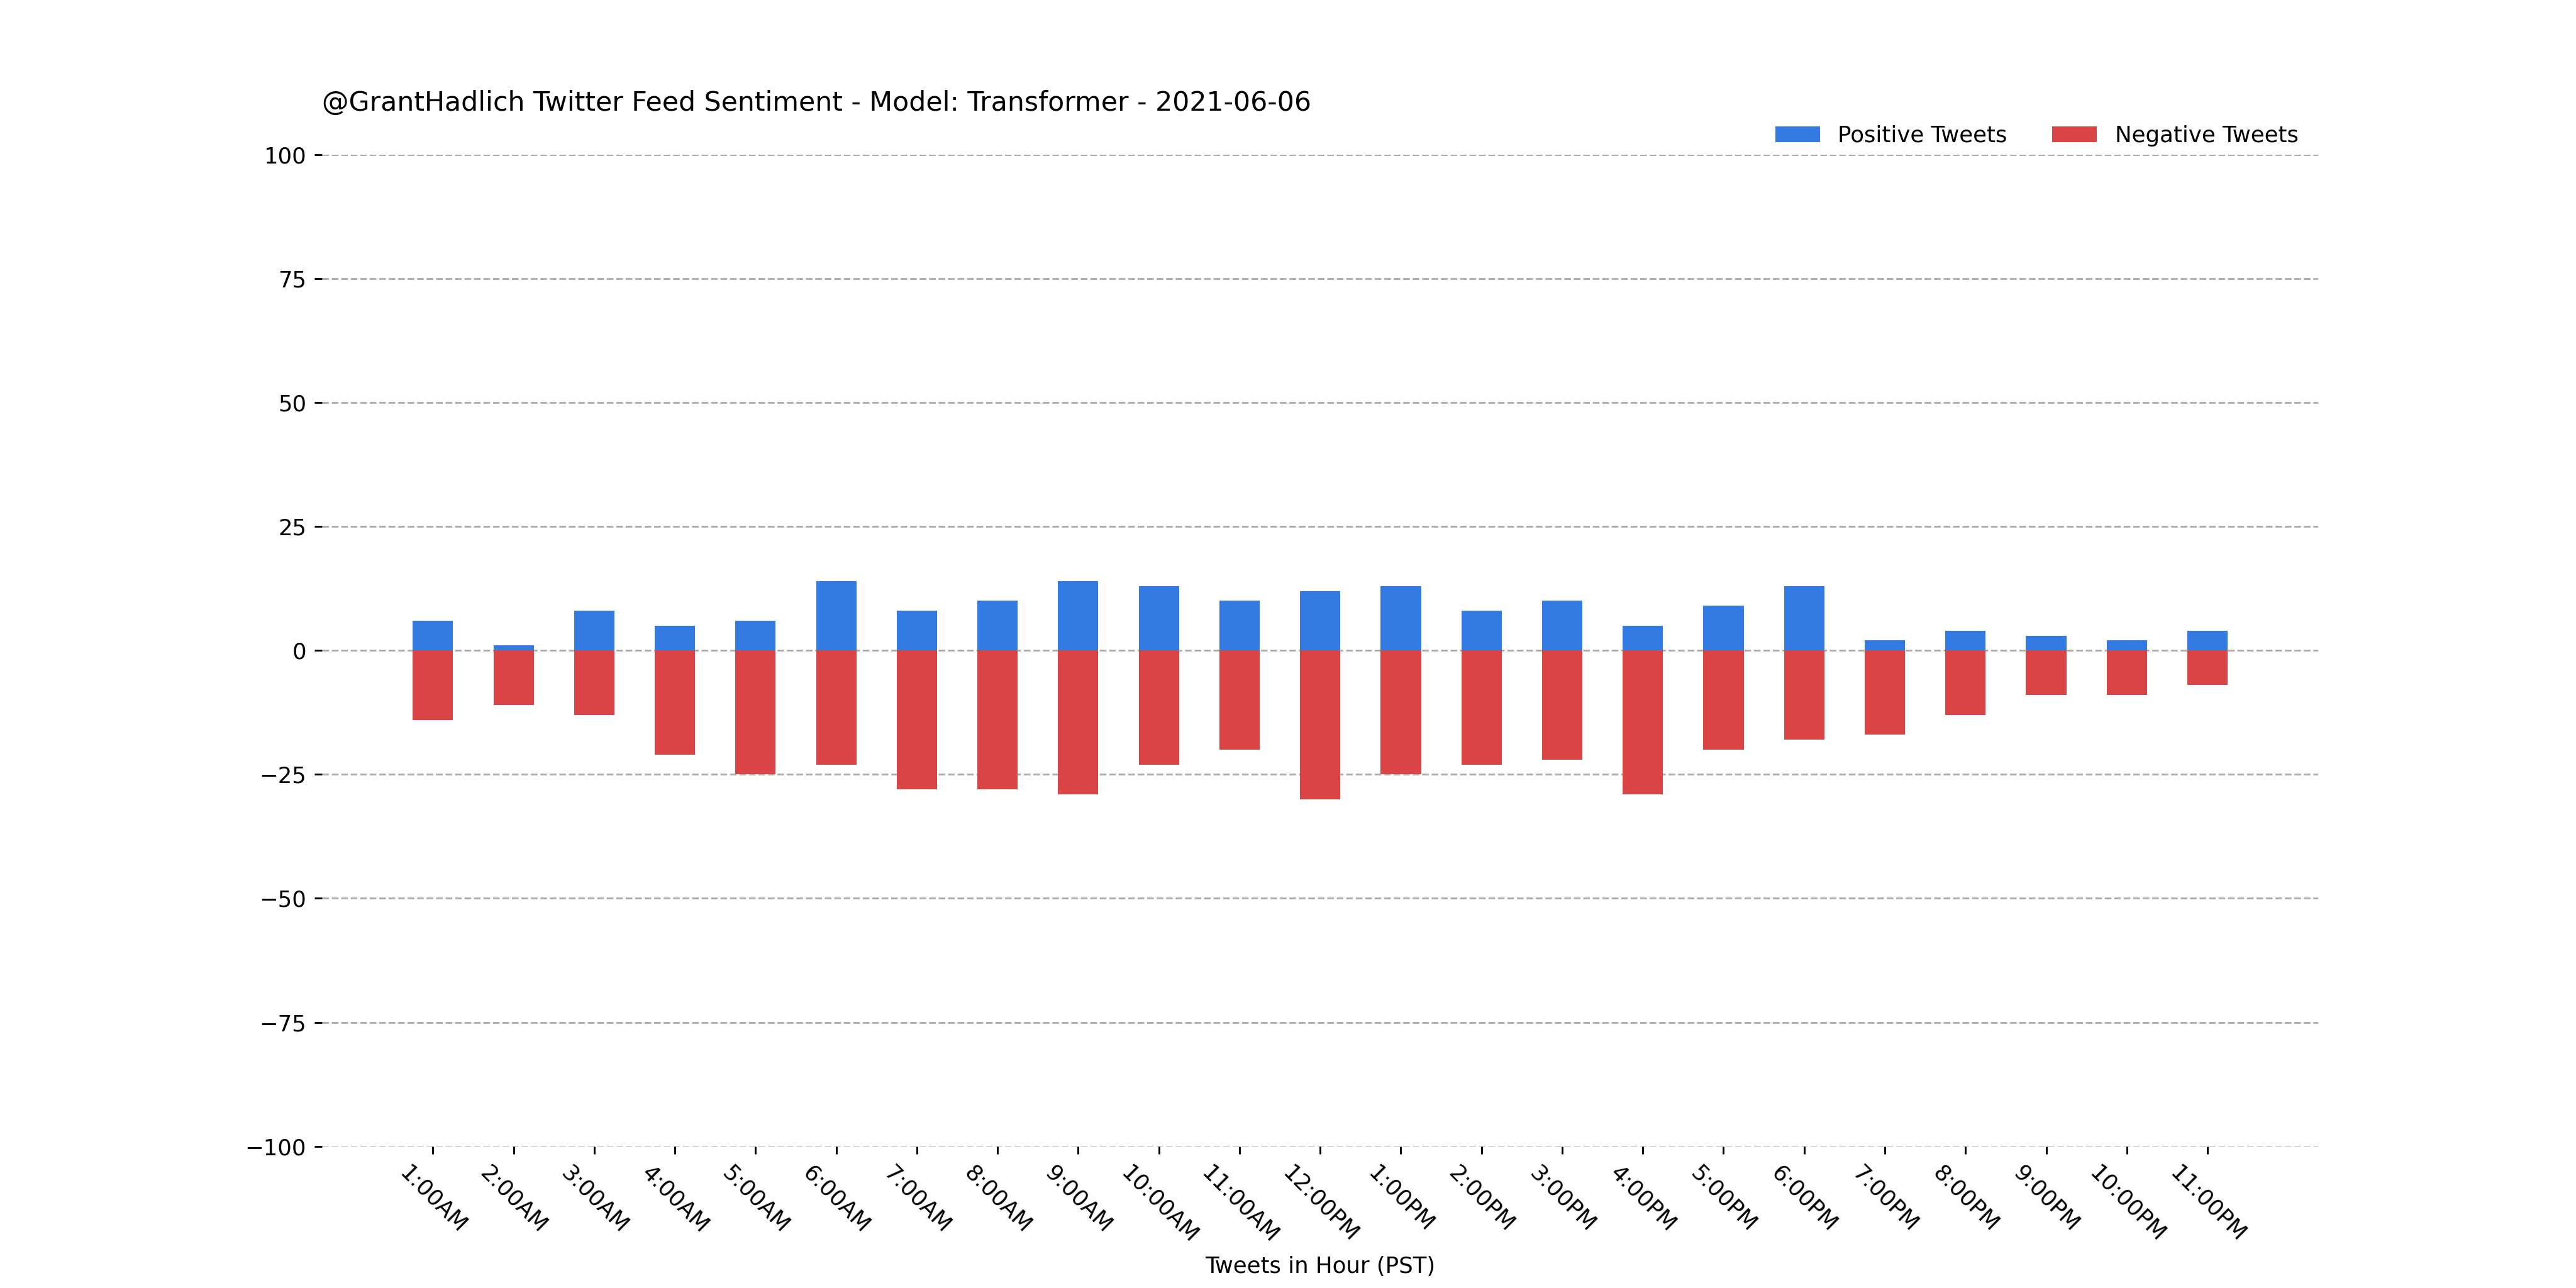 @GrantHadlich Twitter Feed Sentiment - Model: Transformer - 2021-06-06
Positive Tweets
Negative Tweets
100
75
50
25
0
−25
−50
−75
−100
1:00AM
2:00AM
3:00AM
4:00AM
5:00AM
6:00AM
7:00AM
8:00AM
9:00AM
10:00AM
11:00AM
12:00PM
1:00PM
2:00PM
3:00PM
4:00PM
5:00PM
6:00PM
7:00PM
8:00PM
9:00PM
10:00PM
11:00PM
Tweets in Hour (PST)